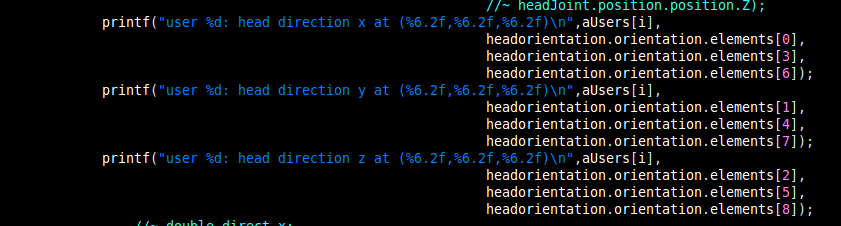 //~ headJoint.position.position.Z);
printf("user %d: head direction x at (%6.2f,%6.2f,%6.2f)\n",aUsers[i],
headorientation.orientation.elements[0],
headorientation.orientation.elements[3],
headorientation.orientation.elements[6]);
printf("user %d: head direction y at (%6.2f,%6.2f,%6.2f)\n",aUsers[i],
headorientation.orientation.elements[1],
headorientation.orientation.elements[4],
headorientation.orientation.elements[7]);
printf("user %d: head direction z at (%6.2f,%6.2f,%6.2f)\n",aUsers[i],
headorientation.orientation.elements[2],
headorientation.orientation.elements[5],
headorientation.orientation.elements[8]);
//~ double direct_x;